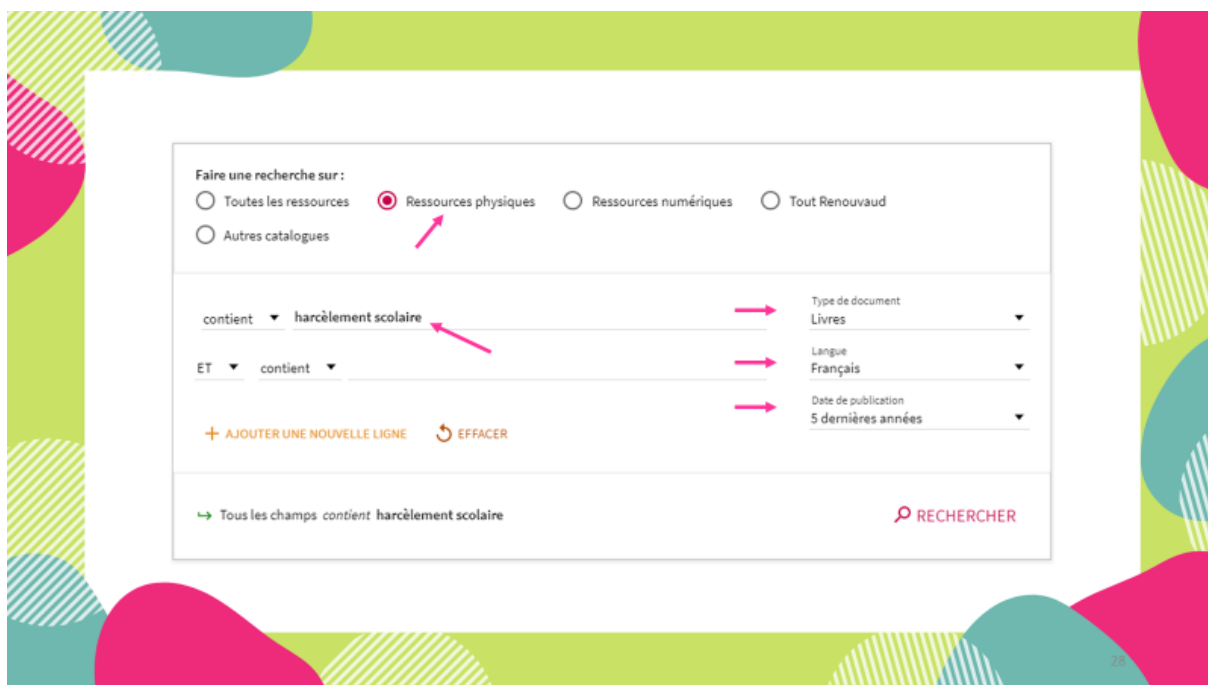 Faire une recherche sur :
Toutes les ressources Ressources physiques Ressources numériques Tout Renouvaud
Autres catalogues
contient harcèlement scolaire
Type de document
Livres
ET contient
Langue
Français
Date de publication
5 dernières années
+ AJOUTER UNE NOUVELLE LIGNE EFFACER
Tous les champs contient harcèlement scolaire
RECHERCHER
28